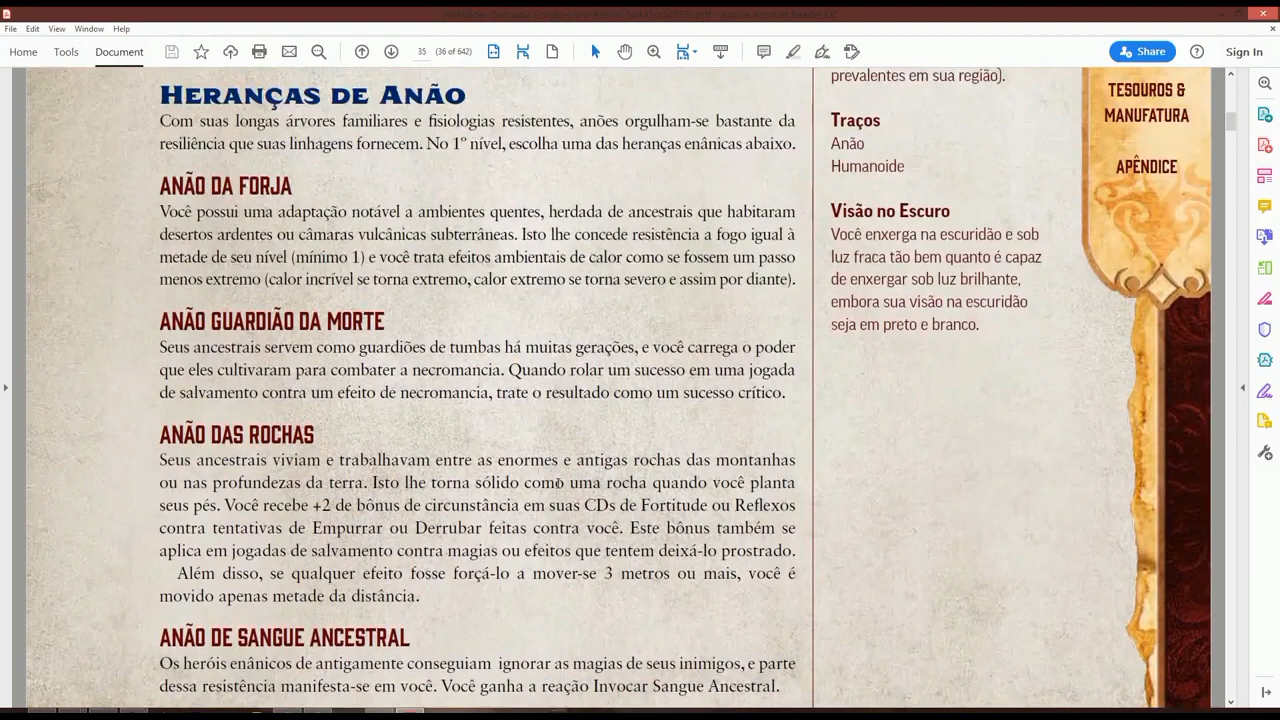 File Edit View Window Help
Home Tools Document 35 (36 of 642) Share Sign In
HERANÇAS DE ANÃO
Com suas longas árvores familiares e fisiologias resistentes, anões orgulham-se bastante da
resiliência que suas linhagens fornecem. No 1º nível, escolha uma das heranças enânicas abaixo.
ANÃO DA FORJA
Você possui uma adaptação notável a ambientes quentes, herdada de ancestrais que habitaram
desertos ardentes ou câmaras vulcânicas subterrâneas. Isto lhe concede resistência a fogo igual à
metade de seu nível (mínimo 1) e você trata efeitos ambientais de calor como se fossem um passo
menos extremo (calor incrível se torna extremo, calor extremo se torna severo e assim por diante).
ANÃO GUARDIÃO DA MORTE
Seus ancestrais servem como guardiões de tumbas há muitas gerações, e você carrega o poder
que eles cultivaram para combater a necromancia. Quando rolar um sucesso em uma jogada
de salvamento contra um efeito de necromancia, trate o resultado como um sucesso crítico.
ANÃO DAS ROCHAS
Seus ancestrais viviam e trabalhavam entre as enormes e antigas rochas das montanhas
ou nas profundezas da terra. Isto lhe torna sólido como uma rocha quando você planta
seus pés. Você recebe +2 de bônus de circunstância em suas CDs de Fortitude ou Reflexos
contra tentativas de Empurrar ou Derrubar feitas contra você. Este bônus também se
aplica em jogadas de salvamento contra magias ou efeitos que tentem deixá-lo prostrado.
Além disso, se qualquer efeito fosse forçá-lo a mover-se 3 metros ou mais, você é
movido apenas metade da distância.
ANÃO DE SANGUE ANCESTRAL
Os heróis enânicos de antigamente conseguiam ignorar as magias de seus inimigos, e parte
dessa resistência manifesta-se em você. Você ganha a reação Invocar Sangue Ancestral.
prevalentes em sua região).
Traços
Anão
Humanoide
Visão no Escuro
Você enxerga na escuridão e sob
luz fraca tão bem quanto é capaz
de enxergar sob luz brilhante,
embora sua visão na escuridão
seja em preto e branco.
TESOUROS &
MANUFATURA
APÊNDICE